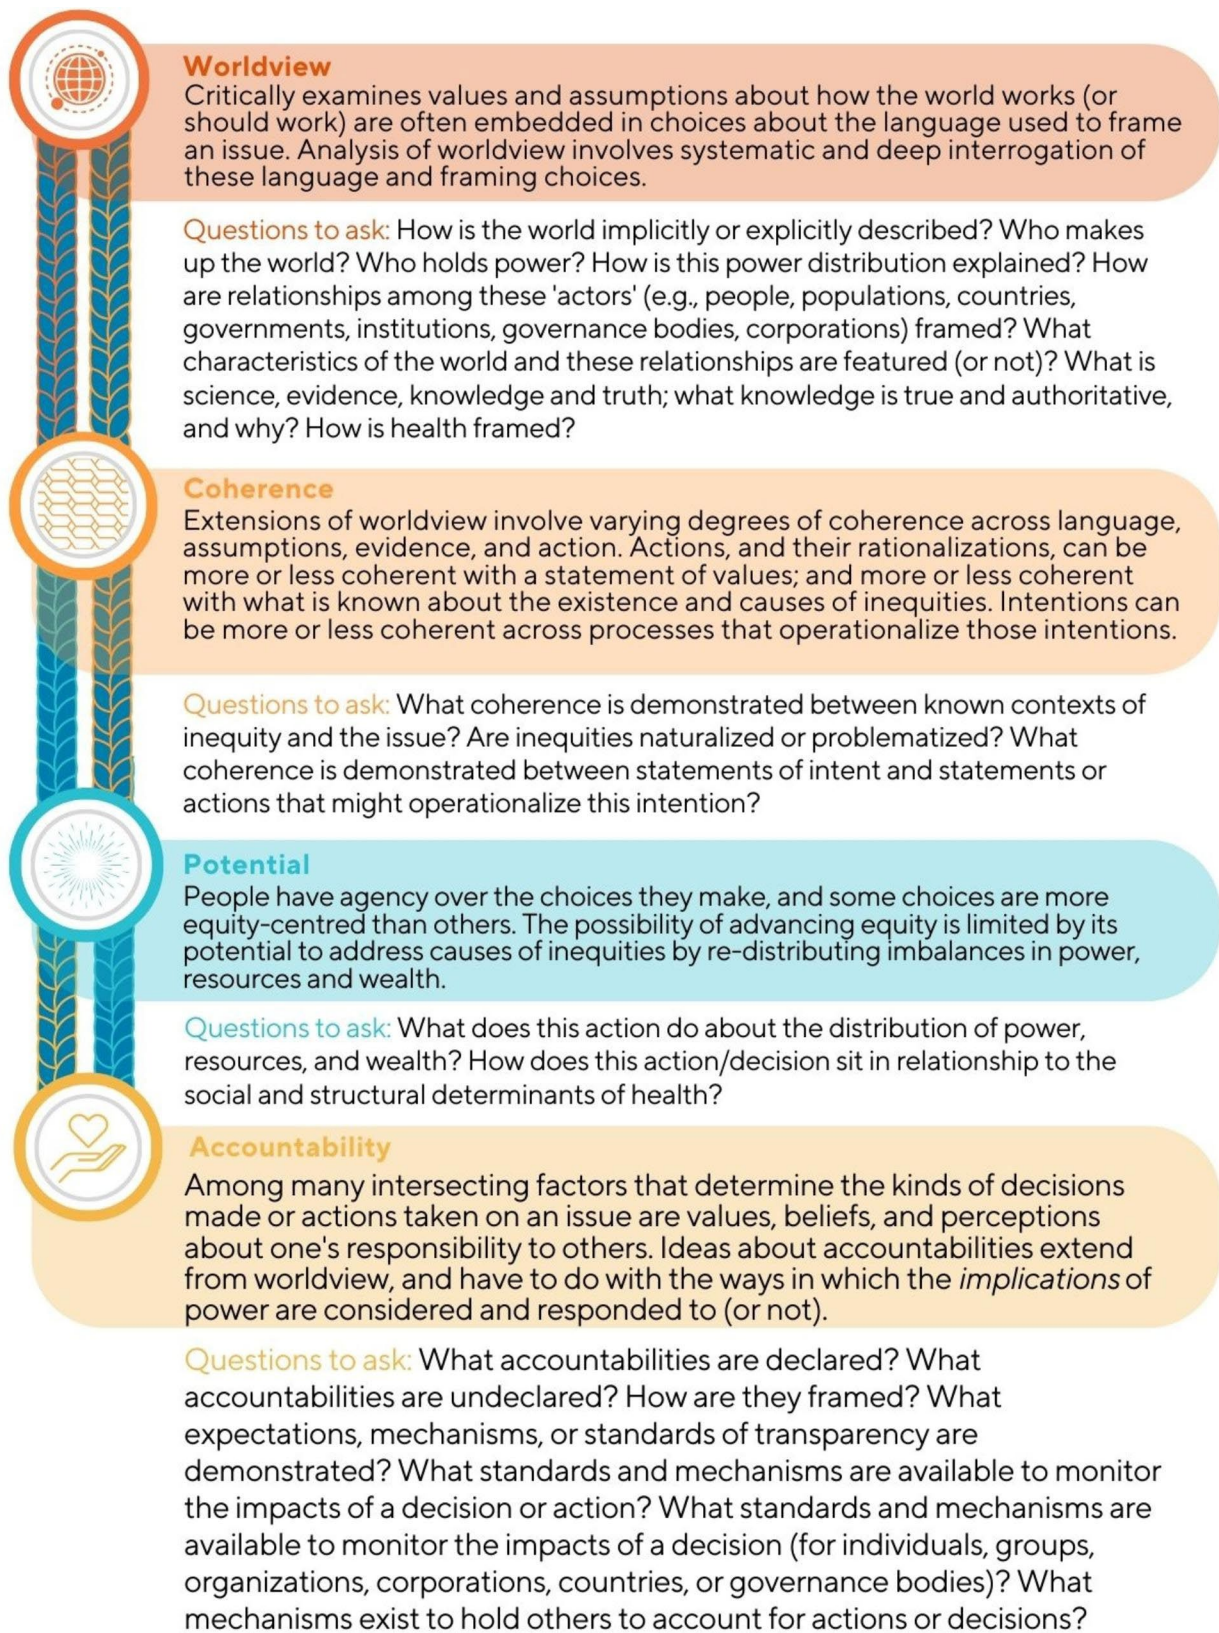 Worldview
Critically examines values and assumptions about how the world works (or
should work) are often embedded in choices about the language used to frame
an issue. Analysis of worldview involves systematic and deep interrogation of
these language and framing choices.
Questions to ask: How is the world implicitly or explicitly described? Who makes
up the world? Who holds power? How is this power distribution explained? How
are relationships among these 'actors' (e.g., people, populations, countries,
governments, institutions, governance bodies, corporations) framed? What
characteristics of the world and these relationships are featured (or not)? What is
science, evidence, knowledge and truth; what knowledge is true and authoritative,
and why? How is health framed?
Coherence
Extensions of worldview involve varying degrees of coherence across language,
assumptions, evidence, and action. Actions, and their rationalizations, can be
more or less coherent with a statement of values; and more or less coherent
with what is known about the existence and causes of inequities. Intentions can
be more or less coherent across processes that operationalize those intentions.
Questions to ask: What coherence is demonstrated between known contexts of
inequity and the issue? Are inequities naturalized or problematized? What
coherence is demonstrated between statements of intent and statements or
actions that might operationalize this intention?
Potential
People have agency over the choices they make, and some choices are more
equity-centred than others. The possibility of advancing equity is limited by its
potential to address causes of inequities by re-distributing imbalances in power,
resources and wealth.
Questions to ask: What does this action do about the distribution of power,
resources, and wealth? How does this action/decision sit in relationship to the
social and structural determinants of health?
Accountability
Among many intersecting factors that determine the kinds of decisions
made or actions taken on an issue are values, beliefs, and perceptions
about one's responsibility to others. Ideas about accountabilities extend
from worldview, and have to do with the ways in which the implications of
power are considered and responded to (or not).
Questions to ask: What accountabilities are declared? What
accountabilities are undeclared? How are they framed? What
expectations, mechanisms, or standards of transparency are
demonstrated? What standards and mechanisms are available to monitor
the impacts of a decision or action? What standards and mechanisms are
available to monitor the impacts of a decision (for individuals, groups,
organizations, corporations, countries, or governance bodies)? What
mechanisms exist to hold others to account for actions or decisions?